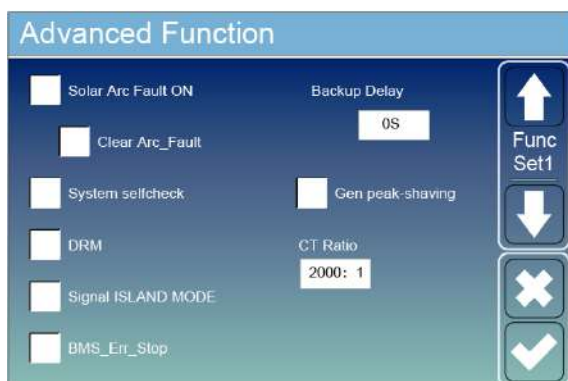 Advanced Function
Solar Arc Fault ON
Backup Delay
0S
Clear Arc_Fault
System selfcheck
Gen peak-shaving
DRM
CT Ratio
2000: 1
Signal ISLAND MODE
BMS_Err_Stop
Func
Set1